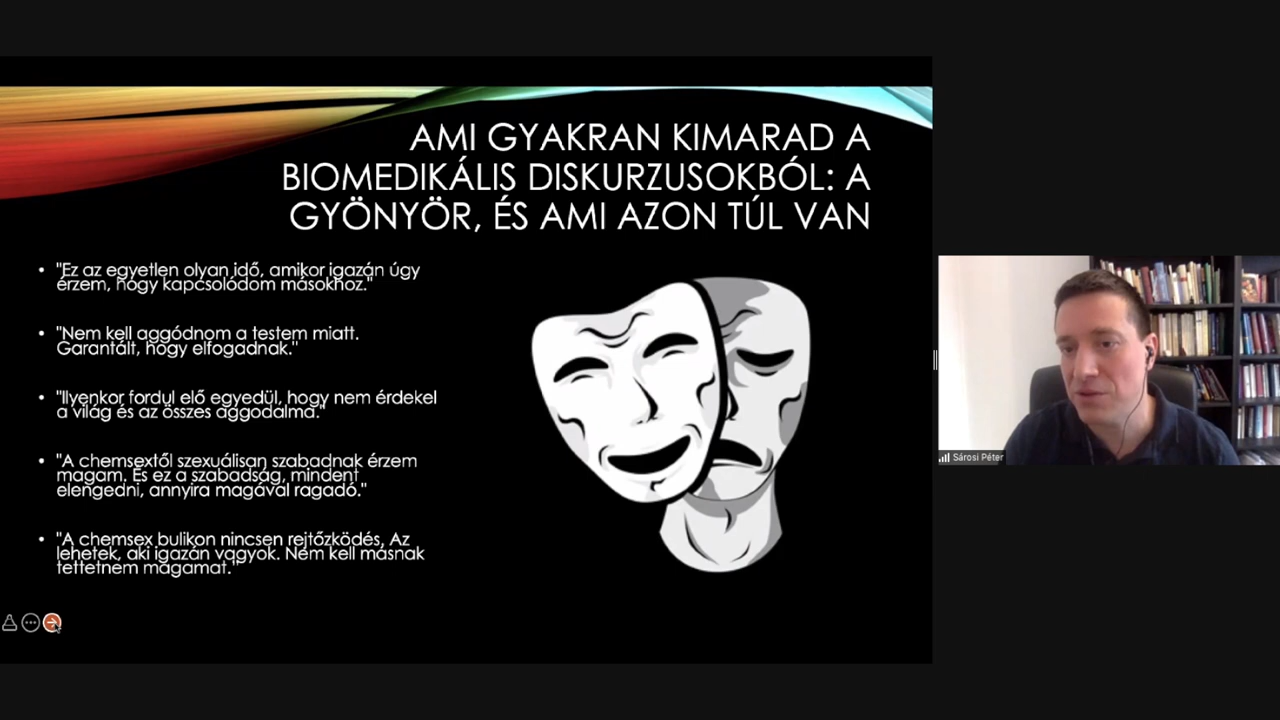 AMI GYAKRAN KIMARAD A
BIOMEDIKÁLIS DISKURZUSOKBÓL: A
GYÖNYÖR, ÉS AMI AZON TÚL VAN
• "Ez az egyetlen olyan idő, amikor igazán úgy
érzem, hogy kapcsolódom másokhoz."
• "Nem kell aggódnom a testem miatt.
Garantált, hogy elfogadnak."
• "Ilyenkor fordul elő egyedül, hogy nem érdekel
a világ és az összes aggodalma."
• "A chemsextől szexuálisan szabadnak érzem
magam. És ez a szabadság, mindent
elengedni, annyira magával ragadó."
• "A chemsex bulikon nincsen rejtőzködés, Az
lehetek, aki igazán vagyok. Nem kell másnak
tettetnem magamat."
Sárosi Péter